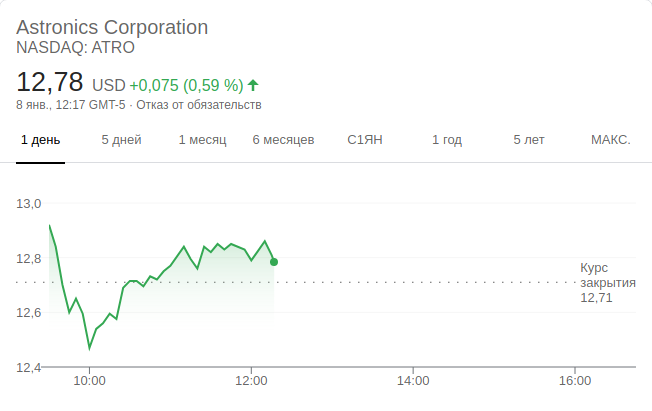 Astronics Corporation
NASDAQ: ATRO
12,78 USD +0,075 (0,59 %)
8 янв., 12:17 GMT-5 · Отказ от обязательств
1 день 5 дней 1 месяц 6 месяцев С1ЯН 1 год 5 лет МАКС.
13,0
12,8
12,6
12,4
Курс
закрытия
12,71
10:00 12:00 14:00 16:00